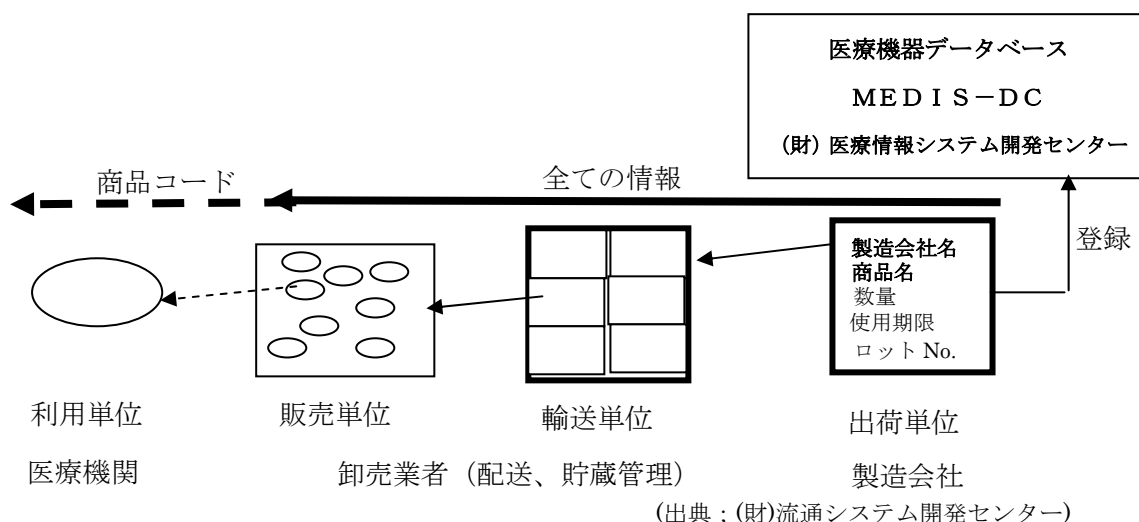 医療機器データベース
ＭＥＤＩＳ－ＤＣ
(財) 医療情報システム開発センター
商品コード
全ての情報
登録
製造会社名
商品名
数量
使用期限
ロット No.
利用単位
販売単位
輸送単位
出荷単位
医療機関
卸売業者（配送、貯蔵管理）
製造会社
(出典；(財)流通システム開発センター)